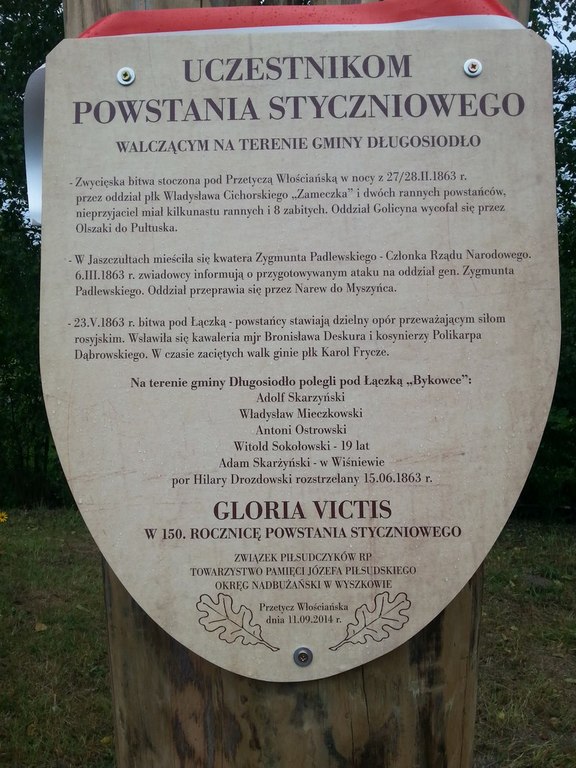 UCZESTNIKOM
POWSTANIA STYCZNIOWEGO
WALCZĄCYM NA TERENIE GMINY DŁUGOSIODŁO
- Zwycięska bitwa stoczona pod Przetyczą Włościańską w nocy z 27/28.II.1863 r.
przez oddział płk Władysława Cichorskiego „Zameczka" i dwóch rannych powstańców,
nieprzyjaciel miał kilkunastu rannych i 8 zabitych. Oddział Golicyna wycofał się przez
Olszaki do Pułtuska.
- W Jaszczułtach mieściła się kwatera Zygmunta Padlewskiego - Członka Rządu Narodowego.
6.III.1863 r. zwiadowcy informują o przygotowywanym ataku na oddział gen. Zygmunta
Padlewskiego. Oddział przeprawia się przez Narew do Myszyńca.
- 23.V.1863 r. bitwa pod Łączką - powstańcy stawiają dzielny opór przeważającym siłom
rosyjskim. Wsławiła się kawaleria mjr Bronisława Deskura i kosynierzy Polikarpa
Dąbrowskiego. W czasie zaciętych walk ginie płk Karol Frycze.
Na terenie gminy Długosiodło polegli pod Łączką „Bykowce":
Adolf Skarzyński
Władysław Mieczkowski
Antoni Ostrowski
Witold Sokołowski - 19 lat
Adam Skarżyński - w Wiśniewie
por Hilary Drozdowski rozstrzelany 15.06.1863 r.
GLORIA VICTIS
W 150. ROCZNICĘ POWSTANIA STYCZNIOWEGO
ZWIĄZEK PIŁSUDCZYKÓW RP
TOWARZYSTWO PAMIĘCI JÓZEFA PIŁSUDSKIEGO
OKRĘG NADBUŻAŃSKI W WYSZKOWIE
Przetycz Włościańska
dnia 11.09.2014 r.